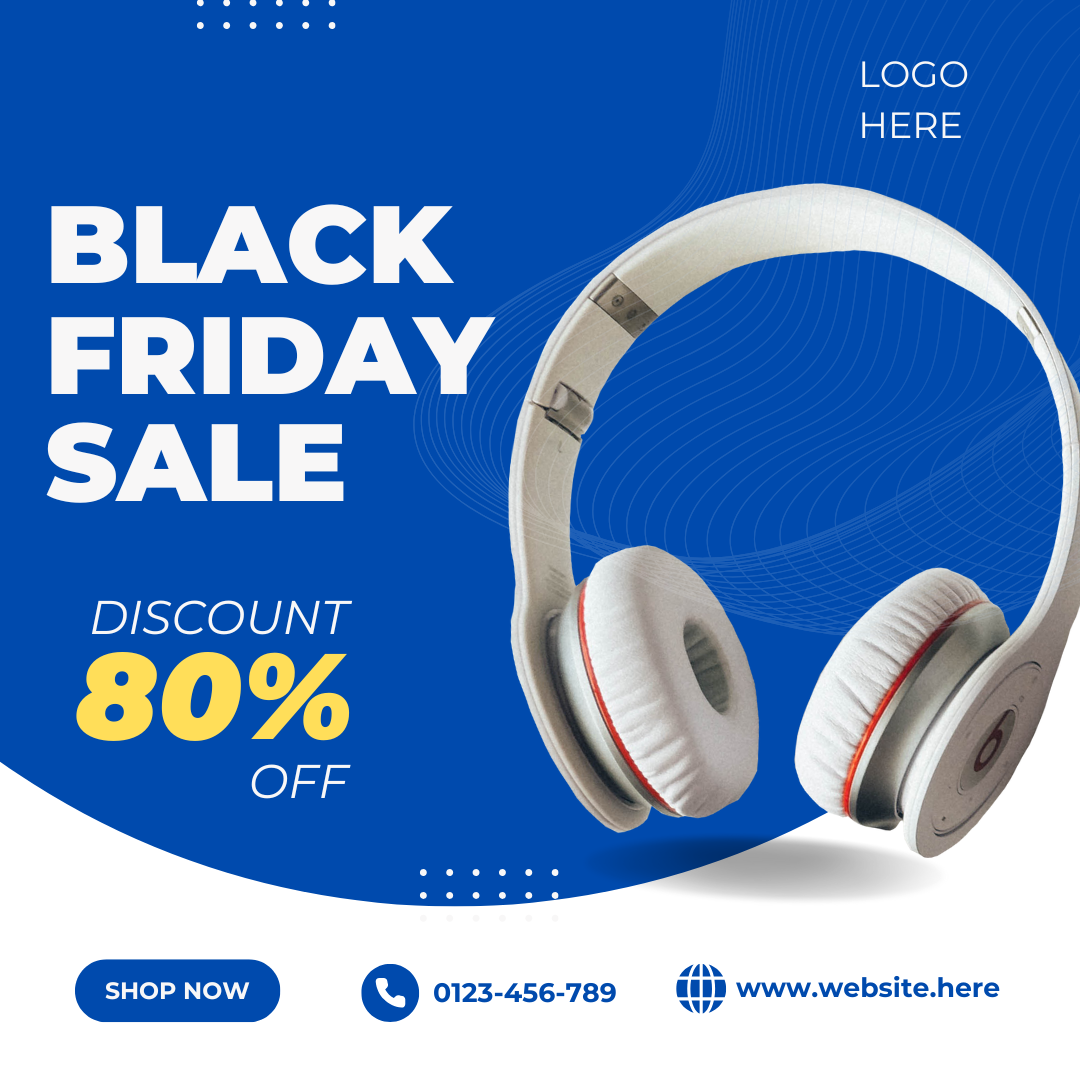 LOGO
HERE
BLACK
FRIDAY
SALE
DISCOUNT
80%
OFF
SHOP NOW
0123-456-789
www.website.here